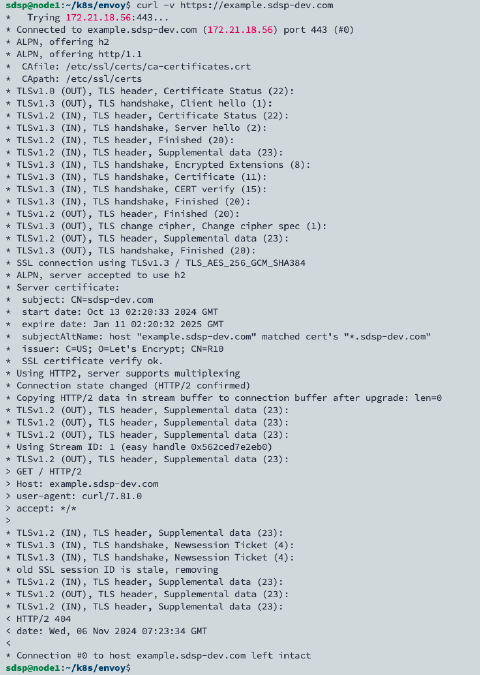 sdsp@node1:~/k8s/envoy$ curl -v https://example.sdsp-dev.com
*   Trying 172.21.18.56:443...
* Connected to example.sdsp-dev.com (172.21.18.56) port 443 (#0)
* ALPN, offering h2
* ALPN, offering http/1.1
*  CAfile: /etc/ssl/certs/ca-certificates.crt
*  CApath: /etc/ssl/certs
* TLSv1.0 (OUT), TLS header, Certificate Status (22):
* TLSv1.3 (OUT), TLS handshake, Client hello (1):
* TLSv1.2 (IN), TLS header, Certificate Status (22):
* TLSv1.3 (IN), TLS handshake, Server hello (2):
* TLSv1.2 (IN), TLS header, Finished (20):
* TLSv1.2 (IN), TLS header, Supplemental data (23):
* TLSv1.3 (IN), TLS handshake, Encrypted Extensions (8):
* TLSv1.3 (IN), TLS handshake, Certificate (11):
* TLSv1.3 (IN), TLS handshake, CERT verify (15):
* TLSv1.3 (IN), TLS handshake, Finished (20):
* TLSv1.2 (OUT), TLS header, Finished (20):
* TLSv1.3 (OUT), TLS change cipher, Change cipher spec (1):
* TLSv1.2 (OUT), TLS header, Supplemental data (23):
* TLSv1.3 (OUT), TLS handshake, Finished (20):
* SSL connection using TLSv1.3 / TLS_AES_256_GCM_SHA384
* ALPN, server accepted to use h2
* Server certificate:
*  subject: CN=sdsp-dev.com
*  start date: Oct 13 02:20:33 2024 GMT
*  expire date: Jan 11 02:20:32 2025 GMT
*  subjectAltName: host "example.sdsp-dev.com" matched cert's "*.sdsp-dev.com"
*  issuer: C=US; O=Let's Encrypt; CN=R10
*  SSL certificate verify ok.
* Using HTTP2, server supports multiplexing
* Connection state changed (HTTP/2 confirmed)
* Copying HTTP/2 data in stream buffer to connection buffer after upgrade: len=0
* TLSv1.2 (OUT), TLS header, Supplemental data (23):
* TLSv1.2 (OUT), TLS header, Supplemental data (23):
* TLSv1.2 (OUT), TLS header, Supplemental data (23):
* Using Stream ID: 1 (easy handle 0x562ced7e2eb0)
* TLSv1.2 (OUT), TLS header, Supplemental data (23):
> GET / HTTP/2
> Host: example.sdsp-dev.com
> user-agent: curl/7.81.0
> accept: */*
>
* TLSv1.2 (IN), TLS header, Supplemental data (23):
* TLSv1.3 (IN), TLS handshake, Newsession Ticket (4):
* TLSv1.3 (IN), TLS handshake, Newsession Ticket (4):
* old SSL session ID is stale, removing
* TLSv1.2 (IN), TLS header, Supplemental data (23):
* TLSv1.2 (OUT), TLS header, Supplemental data (23):
* TLSv1.2 (IN), TLS header, Supplemental data (23):
< HTTP/2 404
< date: Wed, 06 Nov 2024 07:23:34 GMT
<
* Connection #0 to host example.sdsp-dev.com left intact
sdsp@node1:~/k8s/envoy$